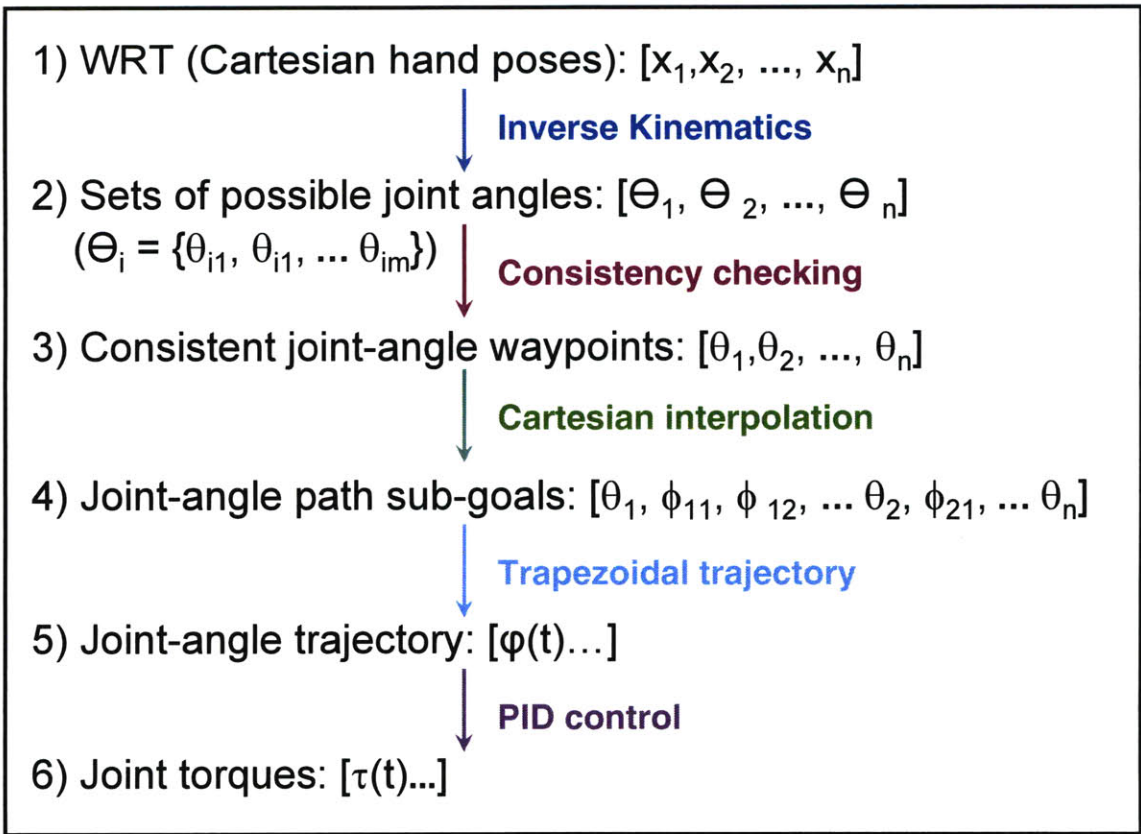 1) WRT (Cartesian hand poses): [x₁,x₂, ..., xₙ]
Inverse Kinematics
2) Sets of possible joint angles: [Θ₁, Θ ₂, ..., Θ ₙ]
(Θᵢ = {θᵢ₁, θᵢ₁, ... θᵢₘ})
Consistency checking
3) Consistent joint-angle waypoints: [θ₁,θ₂, ..., θₙ]
Cartesian interpolation
4) Joint-angle path sub-goals: [θ₁, ϕ₁₁, ϕ ₁₂, ... θ₂, ϕ₂₁, ... θₙ]
Trapezoidal trajectory
5) Joint-angle trajectory: [φ(t)...]
PID control
6) Joint torques: [τ(t)...]